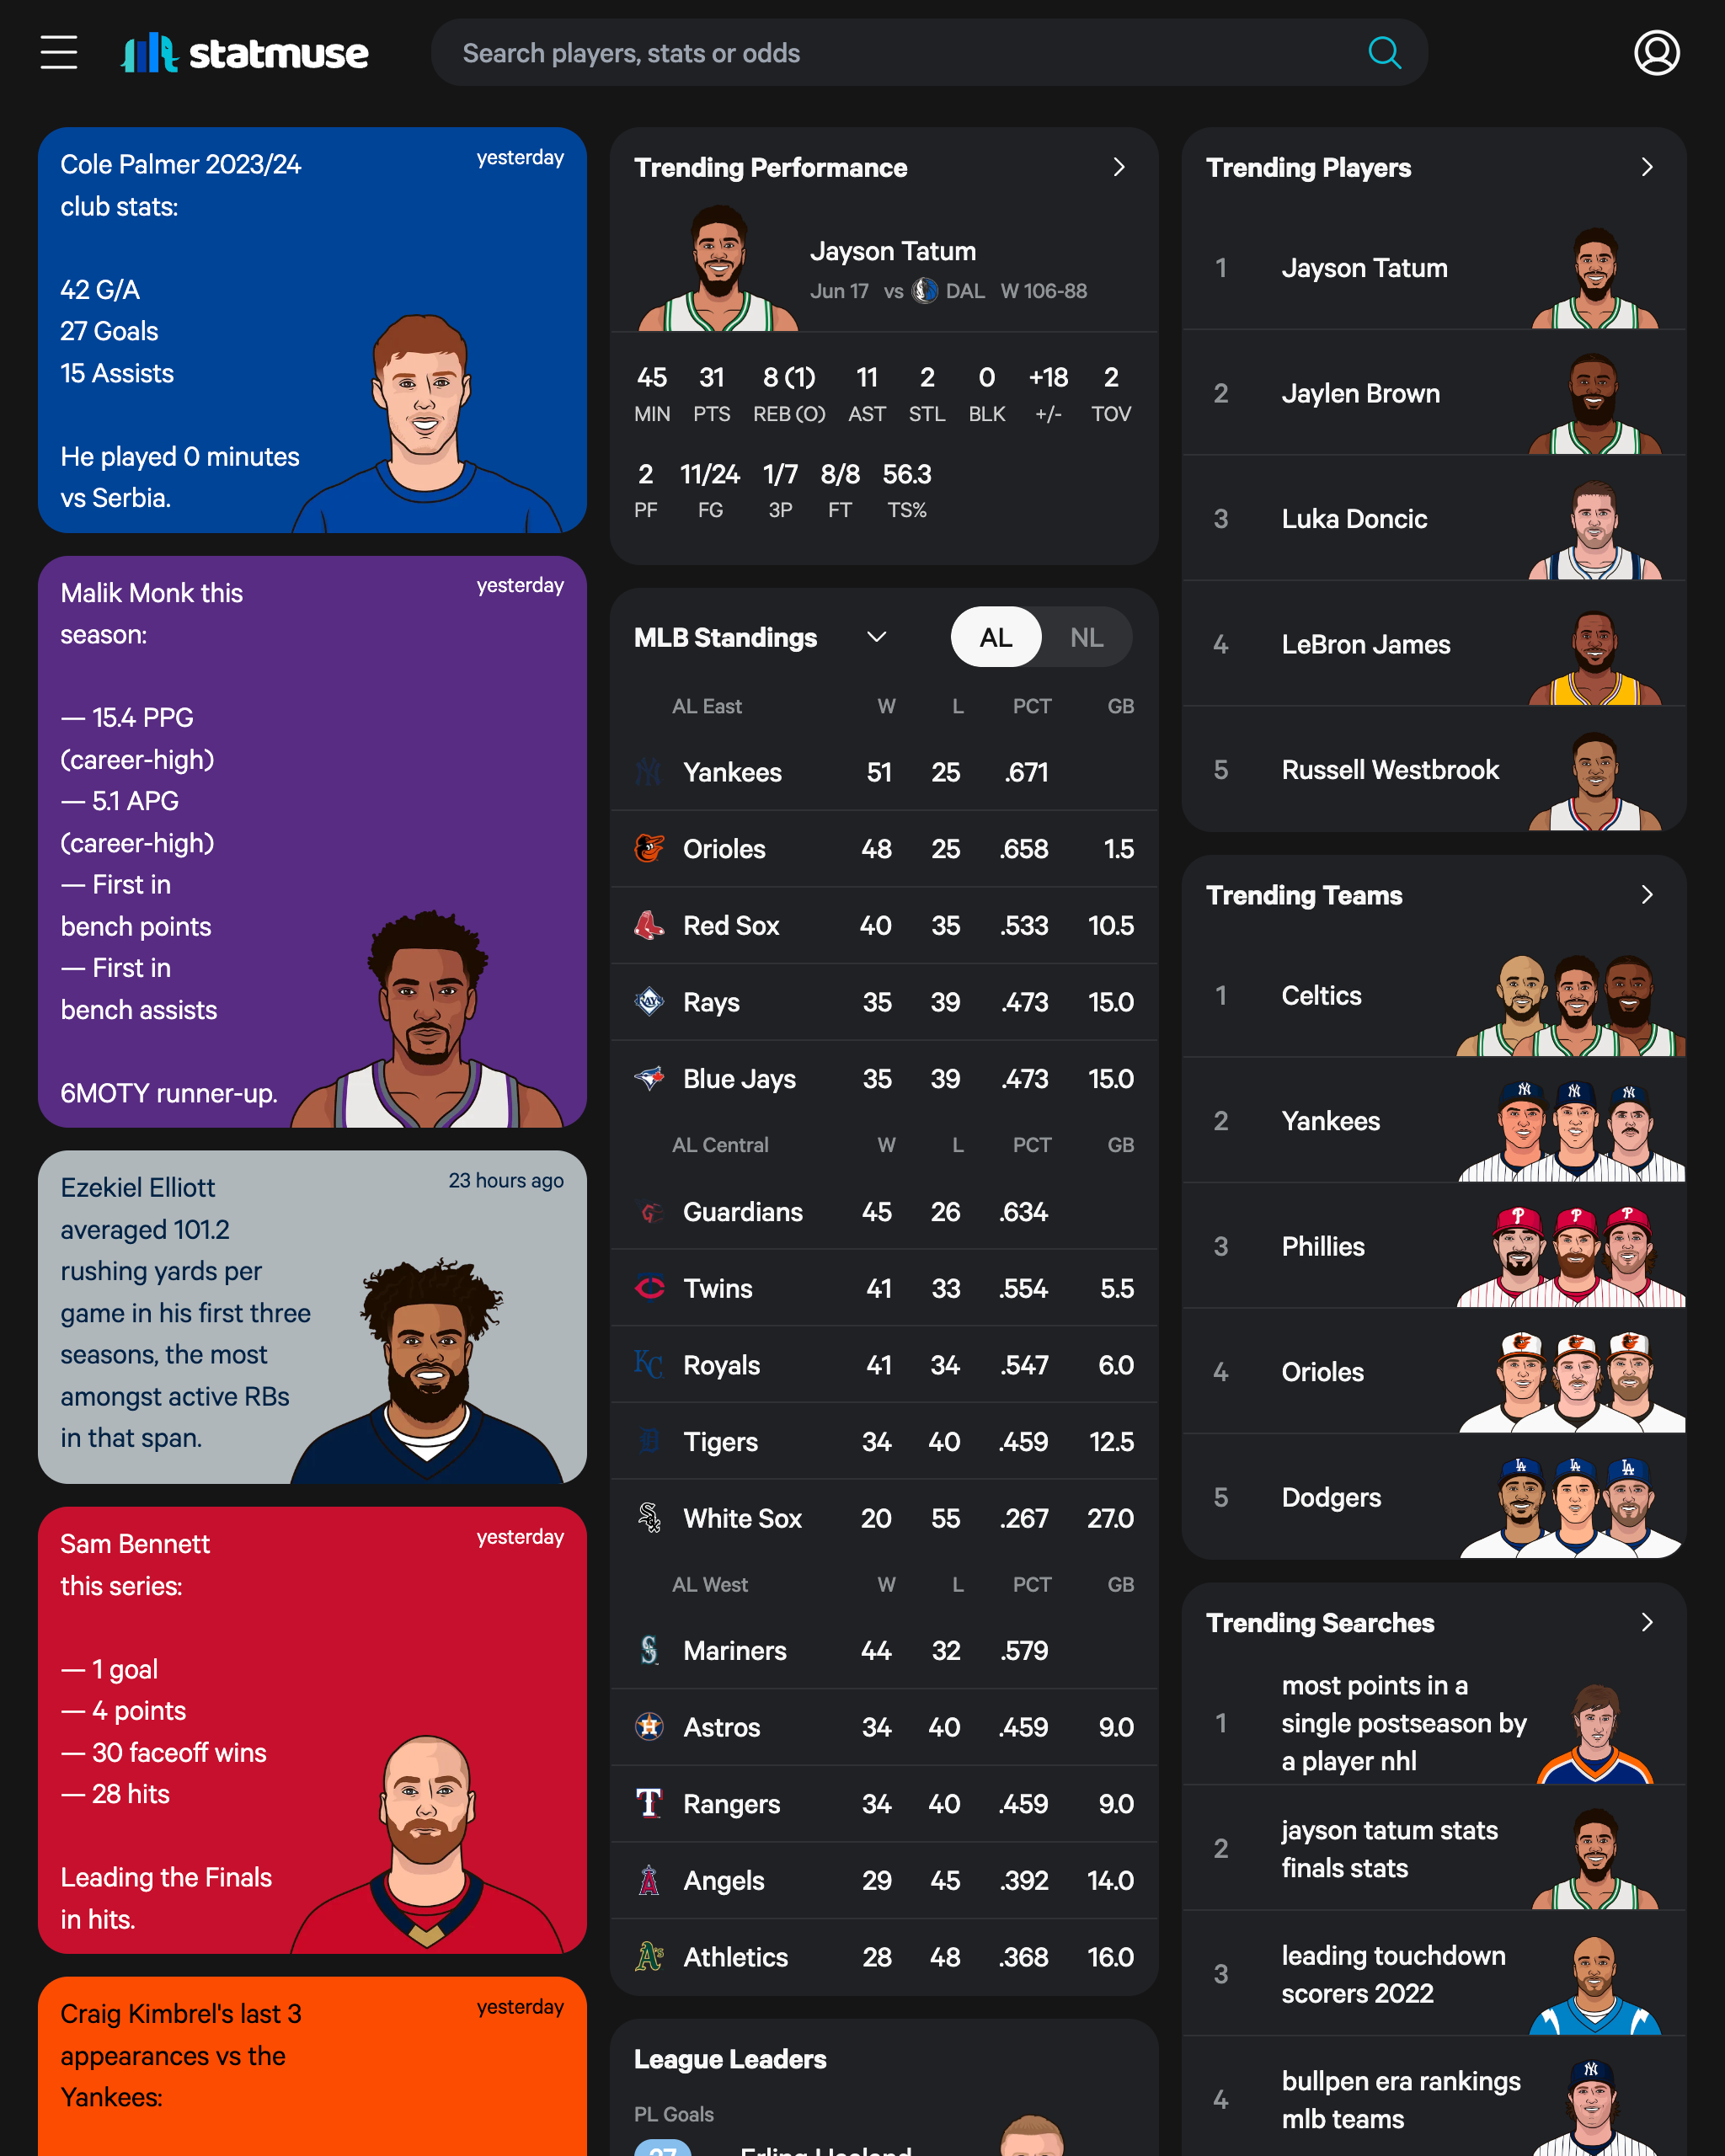 statmuse
Search players, stats or odds
Cole Palmer 2023/24
club stats:
yesterday
42 G/A
27 Goals
15 Assists
He played 0 minutes
vs Serbia.
Malik Monk this
season:
yesterday
— 15.4 PPG
(career-high)
— 5.1 APG
(career-high)
— First in
bench points
— First in
bench assists
6MOTY runner-up.
Ezekiel Elliott
23 hours ago
averaged 101.2
rushing yards per
game in his first three
seasons, the most
amongst active RBs
in that span.
Sam Bennett
this series:
yesterday
— 1 goal
— 4 points
— 30 faceoff wins
— 28 hits
Leading the Finals
in hits.
Craig Kimbrel's last 3
appearances vs the
Yankees:
yesterday
Trending Performance
Jayson Tatum
Jun 17 vs DAL W 106-88
45 31 8 (1) 11 2 0 +18 2
MIN PTS REB (O) AST STL BLK +/- TOV
2 11/24 1/7 8/8 56.3
PF FG 3P FT TS%
MLB Standings AL NL
AL East W L PCT GB
Yankees 51 25 .671
Orioles 48 25 .658 1.5
Red Sox 40 35 .533 10.5
Rays 35 39 .473 15.0
Blue Jays 35 39 .473 15.0
AL Central W L PCT GB
Guardians 45 26 .634
Twins 41 33 .554 5.5
Royals 41 34 .547 6.0
Tigers 34 40 .459 12.5
White Sox 20 55 .267 27.0
AL West W L PCT GB
Mariners 44 32 .579
Astros 34 40 .459 9.0
Rangers 34 40 .459 9.0
Angels 29 45 .392 14.0
Athletics 28 48 .368 16.0
League Leaders
PL Goals
27 Erling Haaland
Trending Players
1 Jayson Tatum
2 Jaylen Brown
3 Luka Doncic
4 LeBron James
5 Russell Westbrook
Trending Teams
1 Celtics
2 Yankees
3 Phillies
4 Orioles
5 Dodgers
Trending Searches
1 most points in a
single postseason by
a player nhl
2 jayson tatum stats
finals stats
3 leading touchdown
scorers 2022
4 bullpen era rankings
mlb teams